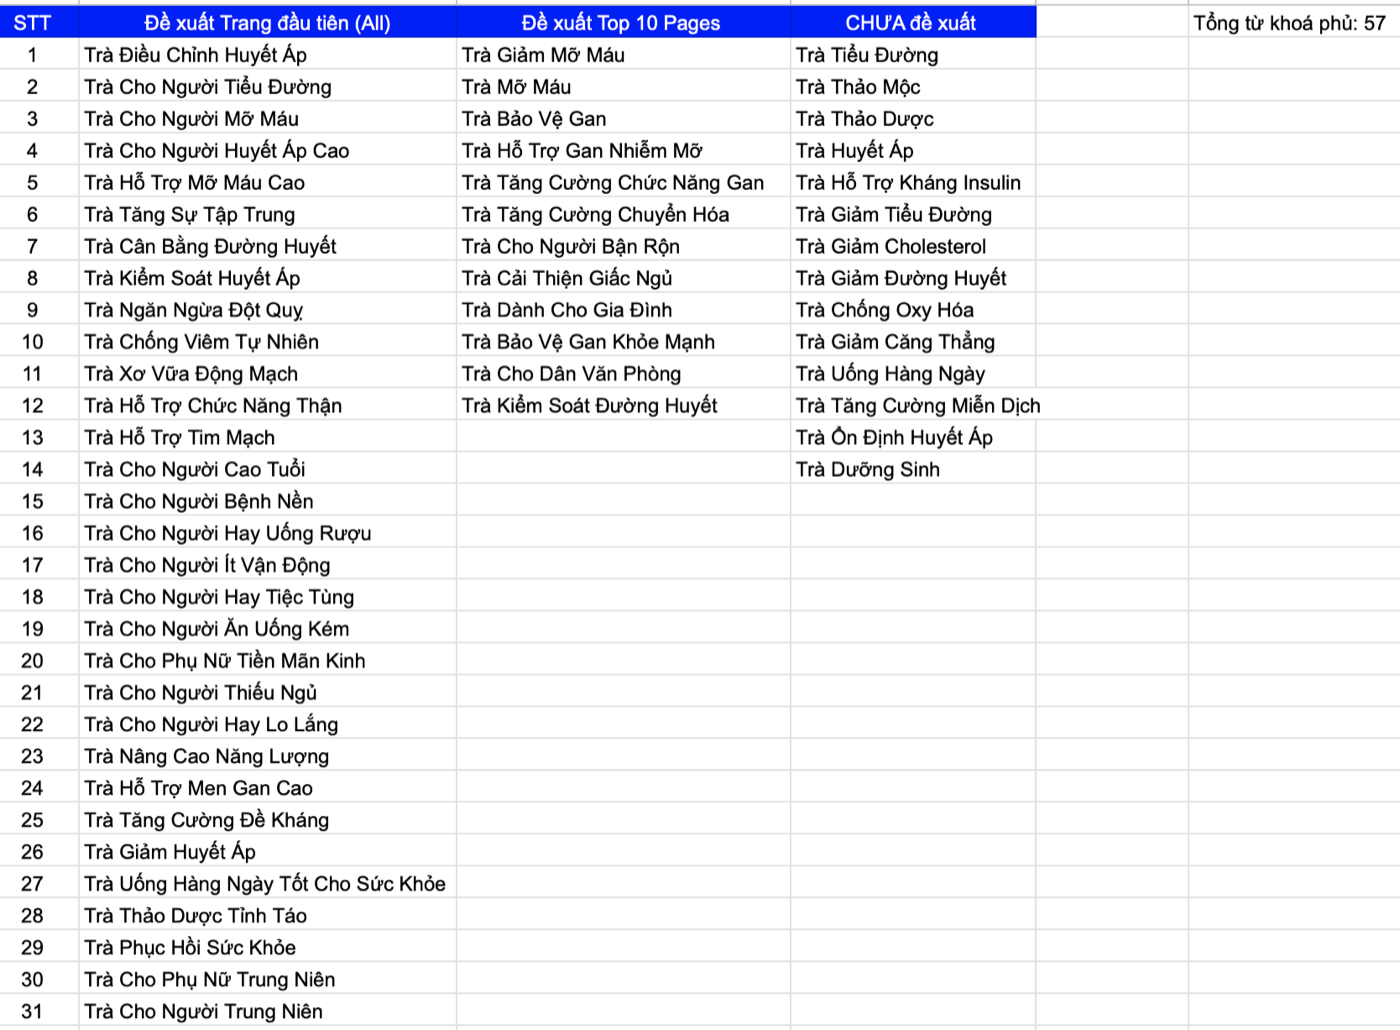 STT Đề xuất Trang đầu tiên (All) Đề xuất Top 10 Pages CHƯA đề xuất Tổng từ khoá phủ: 57
1 Trà Điều Chỉnh Huyết Áp Trà Giảm Mỡ Máu Trà Tiểu Đường
2 Trà Cho Người Tiểu Đường Trà Mỡ Máu Trà Thảo Mộc
3 Trà Cho Người Mỡ Máu Trà Bảo Vệ Gan Trà Thảo Dược
4 Trà Cho Người Huyết Áp Cao Trà Hỗ Trợ Gan Nhiễm Mỡ Trà Huyết Áp
5 Trà Hỗ Trợ Mỡ Máu Cao Trà Tăng Cường Chức Năng Gan Trà Hỗ Trợ Kháng Insulin
6 Trà Tăng Sự Tập Trung Trà Tăng Cường Chuyển Hóa Trà Giảm Tiểu Đường
7 Trà Cân Bằng Đường Huyết Trà Cho Người Bận Rộn Trà Giảm Cholesterol
8 Trà Kiểm Soát Huyết Áp Trà Cải Thiện Giấc Ngủ Trà Giảm Đường Huyết
9 Trà Ngăn Ngừa Đột Quỵ Trà Dành Cho Gia Đình Trà Chống Oxy Hóa
10 Trà Chống Viêm Tự Nhiên Trà Bảo Vệ Gan Khỏe Mạnh Trà Giảm Căng Thẳng
11 Trà Xơ Vữa Động Mạch Trà Cho Dân Văn Phòng Trà Uống Hàng Ngày
12 Trà Hỗ Trợ Chức Năng Thận Trà Kiểm Soát Đường Huyết Trà Tăng Cường Miễn Dịch
13 Trà Hỗ Trợ Tim Mạch Trà Ổn Định Huyết Áp
14 Trà Cho Người Cao Tuổi Trà Dưỡng Sinh
15 Trà Cho Người Bệnh Nền
16 Trà Cho Người Hay Uống Rượu
17 Trà Cho Người Ít Vận Động
18 Trà Cho Người Hay Tiệc Tùng
19 Trà Cho Người Ăn Uống Kém
20 Trà Cho Phụ Nữ Tiền Mãn Kinh
21 Trà Cho Người Thiếu Ngủ
22 Trà Cho Người Hay Lo Lắng
23 Trà Nâng Cao Năng Lượng
24 Trà Hỗ Trợ Men Gan Cao
25 Trà Tăng Cường Đề Kháng
26 Trà Giảm Huyết Áp
27 Trà Uống Hàng Ngày Tốt Cho Sức Khỏe
28 Trà Thảo Dược Tỉnh Táo
29 Trà Phục Hồi Sức Khỏe
30 Trà Cho Phụ Nữ Trung Niên
31 Trà Cho Người Trung Niên